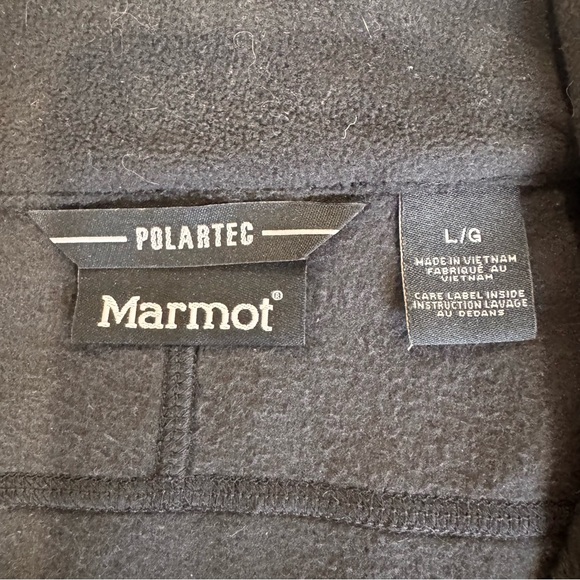 POLARTEC
Marmot®
L/G
MADE IN VIETNAM
FABRIQUÉ AU
VIETNAM
CARE LABEL INSIDE
INSTRUCTION LAVAGE
AU DEDANS